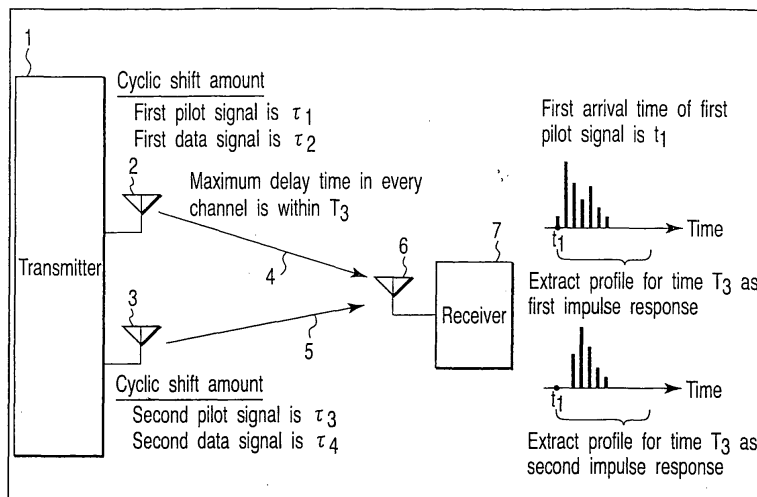 1
Cyclic shift amount
First pilot signal is τ1
First data signal is τ2
2
Maximum delay time in every
channel is within T3
Transmitter
4
6
7
3
5
Receiver
Cyclic shift amount
Second pilot signal is τ3
Second data signal is τ4
First arrival time of first
pilot signal is t1
t1
Time
Extract profile for time T3 as
first impulse response
t1
Time
Extract profile for time T3 as
second impulse response